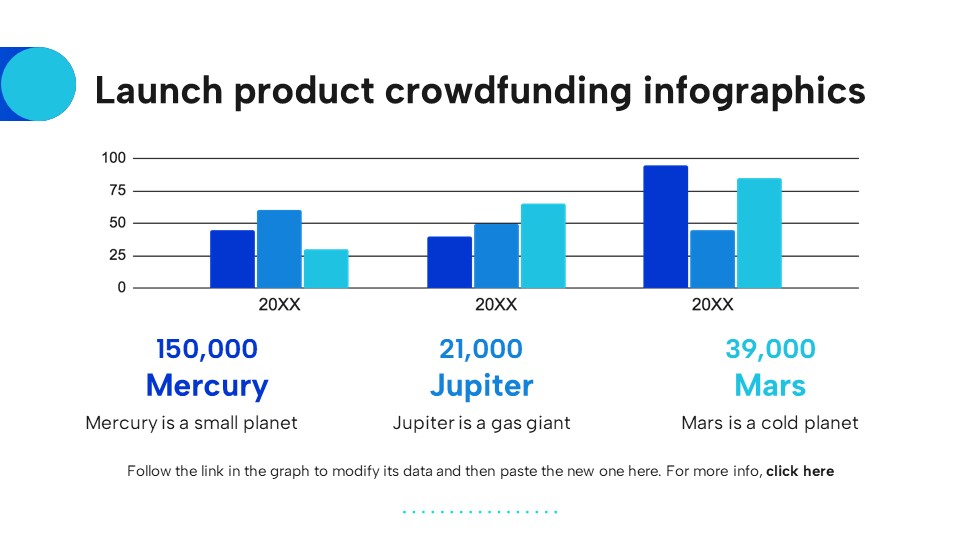 Launch product crowdfunding infographics
100
75
50
25
0
20XX 20XX 20XX
150,000 21,000 39,000
Mercury Jupiter Mars
Mercury is a small planet Jupiter is a gas giant Mars is a cold planet
Follow the link in the graph to modify its data and then paste the new one here. For more info, click here